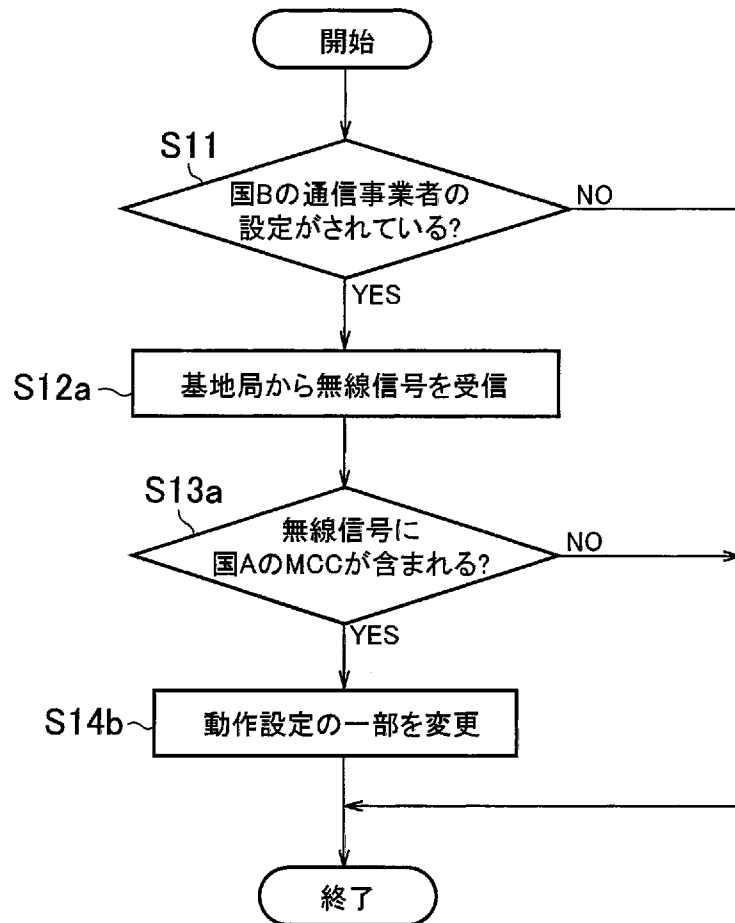 開始
S11
国Bの通信事業者の
設定がされている?
NO
YES
S12a
基地局から無線信号を受信
S13a
無線信号に
国AのMCCが含まれる?
NO
YES
S14b
動作設定の一部を変更
終了